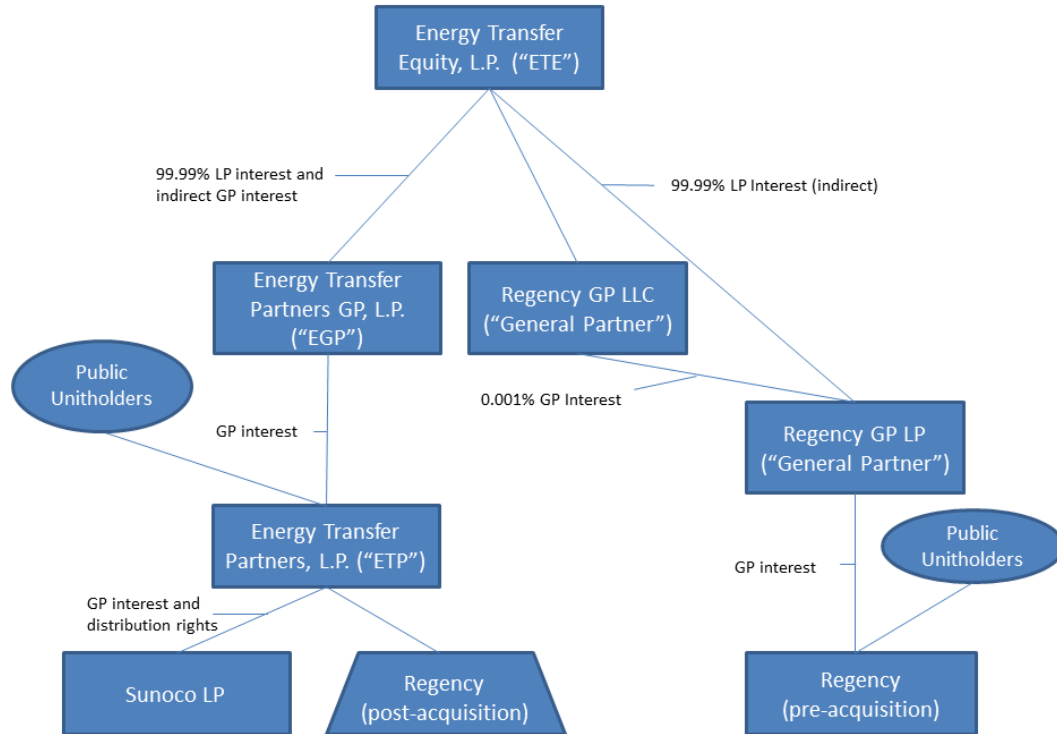 Energy Transfer
Equity, L.P. (“ETE”)
99.99% LP interest and
indirect GP interest
99.99% LP Interest (indirect)
Energy Transfer
Partners GP, L.P.
(“EGP”)
Regency GP LLC
(“General Partner”)
Public
Unitholders
0.001% GP Interest
GP interest
Regency GP LP
(“General Partner”)
Energy Transfer
Partners, L.P. (“ETP”)
Public
Unitholders
GP interest
GP interest and
distribution rights
Sunoco LP
Regency
(post-acquisition)
Regency
(pre-acquisition)